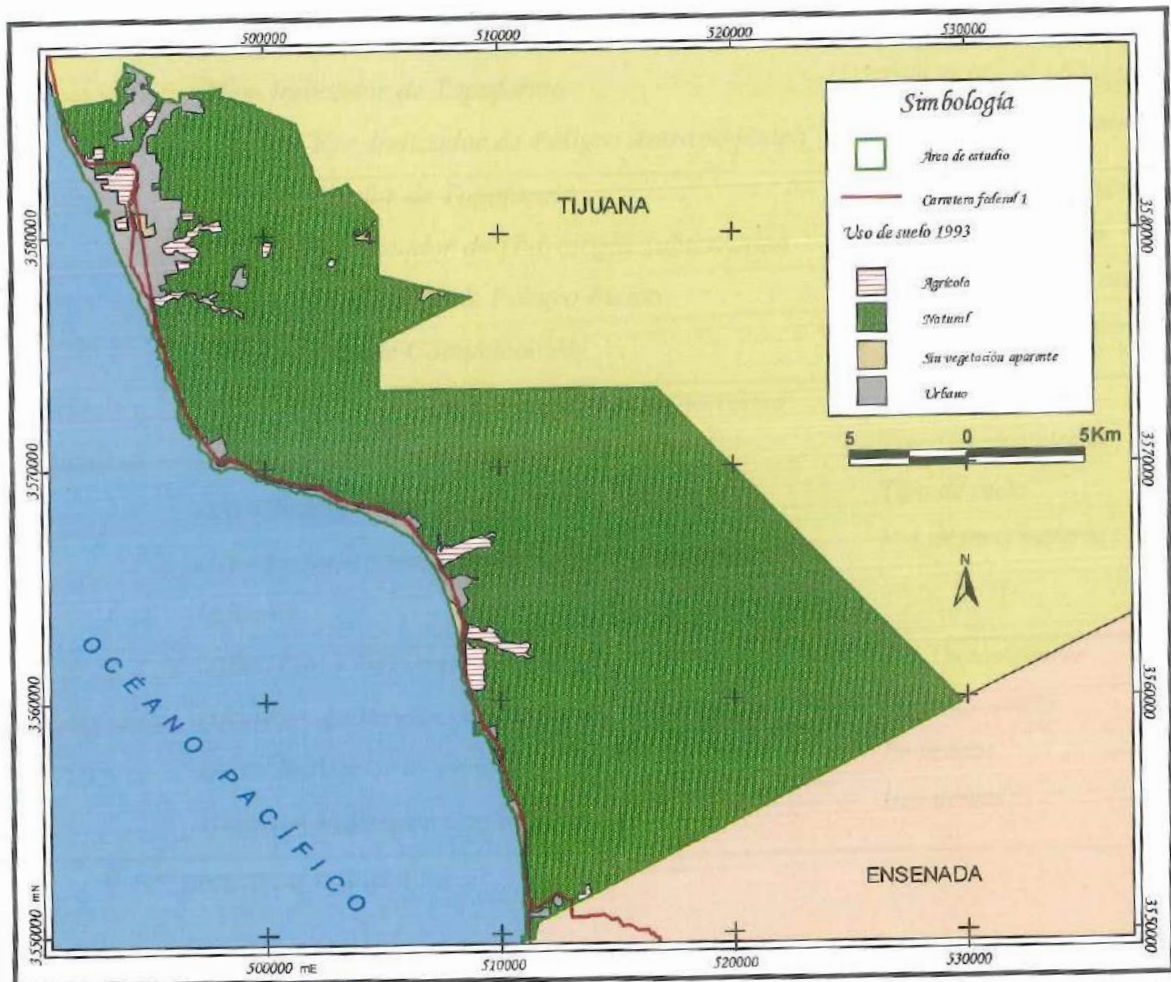 500000
510000
520000
530000
Simbología
Área de estudio
Carretera federal 1
Uso de suelo 1993
Agrícola
Natural
Sin vegetación aparente
Urbano
TIJUANA
3580000
3580000
5
0
5Km
3570000
3570000
N
OCÉANO PACÍFICO
3560000
3560000
ENSENADA
3550000 mN
3550000
500000 mE
510000
520000
530000